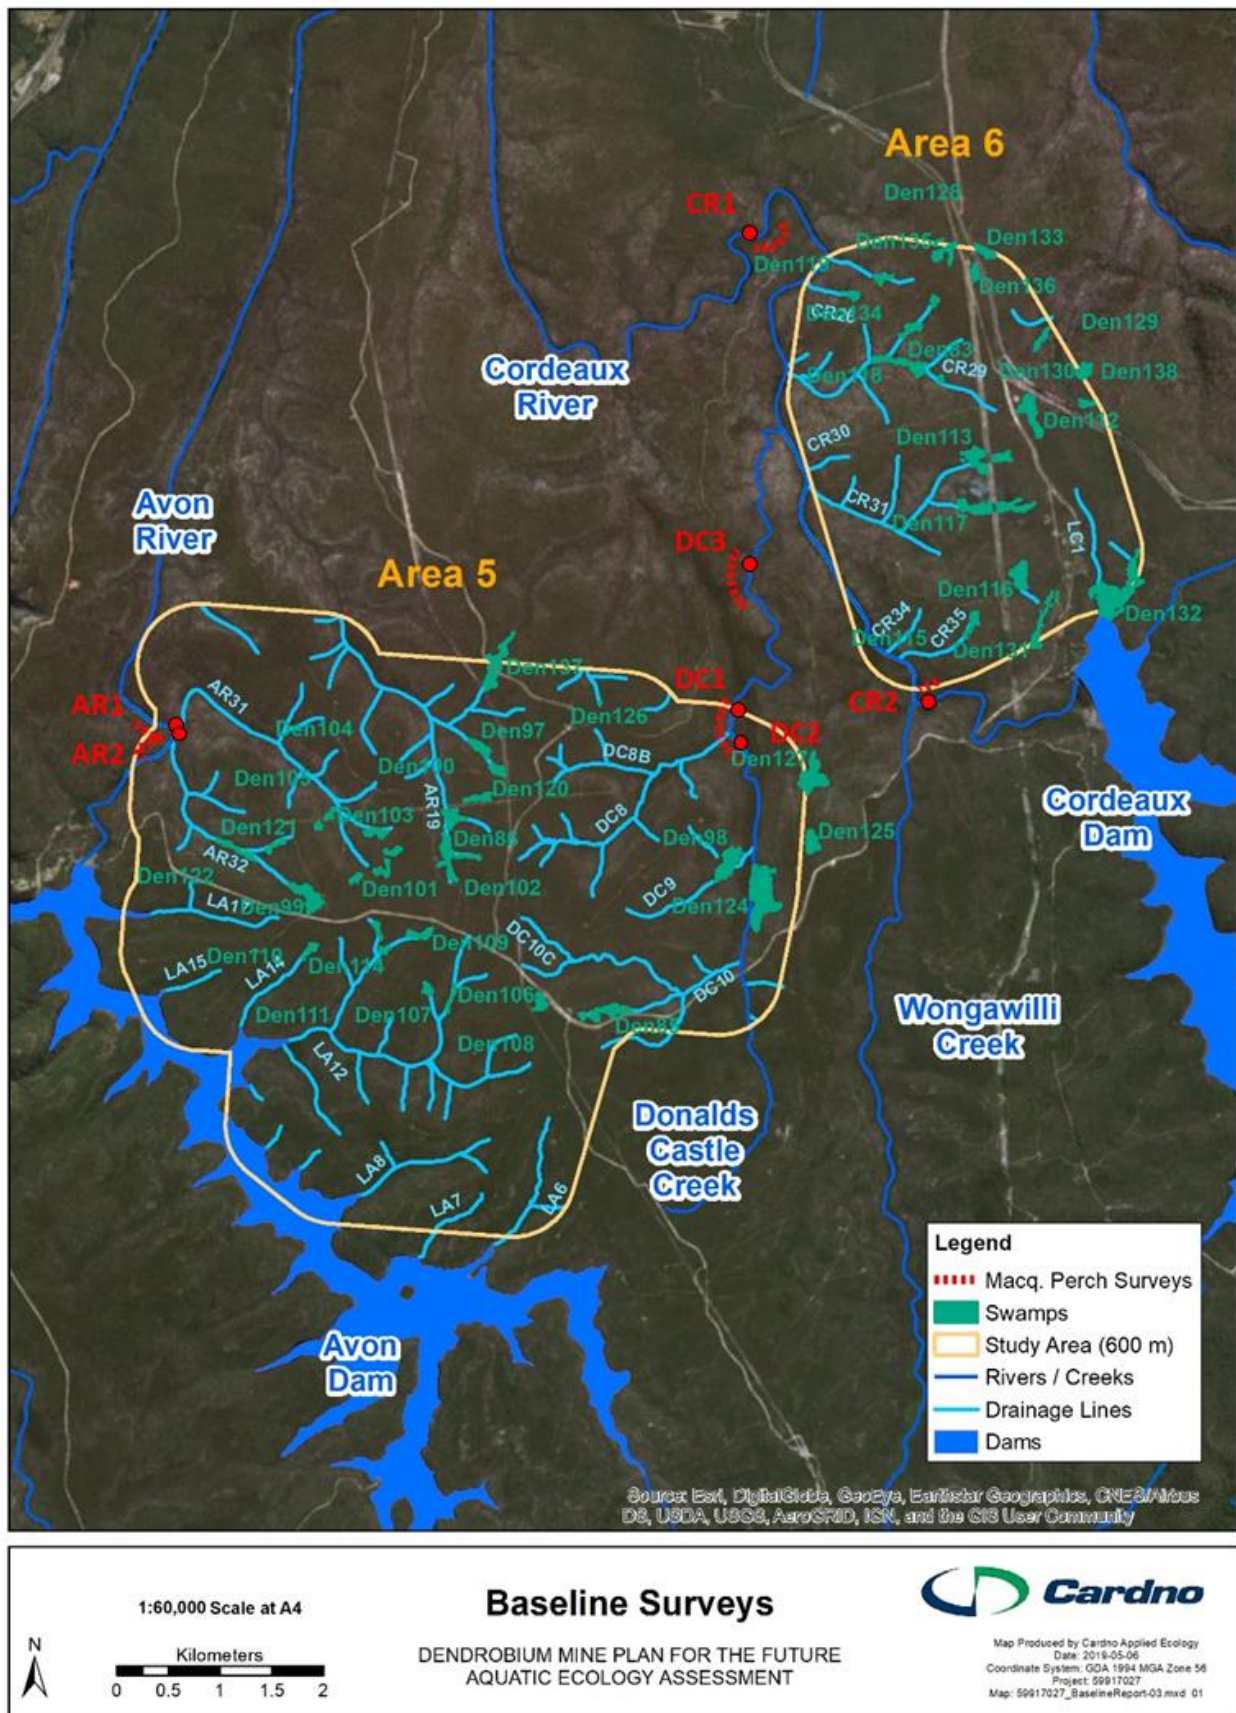 Area 6
Den128
CR1
Den135
Den133
Den119
Den136
Den134
Den129
Den83
Cordeaux
River
Den118
CR29
Den130
Den138
Den112
CR30
Den113
Avon
River
CR31
Den117
LC1
DC3
Area 5
Den116
Den132
CR34
Den115
CR35
Den131
Den137
DC1
CR2
AR31
AR1
Den104
Den97
Den126
DC2
AR2
DC8B
Den127
Den100
Den105
Den120
AR19
Cordeaux
Dam
Den103
DC8
Den121
Den98
Den125
AR32
Den122
Den101
Den102
DC9
LA17
Den99
Den124
DC10C
Den109
LA15
Den110
LA14
Den114
DC10
Den111
Den107
Den106
Wongawilli
Creek
LA12
Den108
Donalds
Castle
Creek
LA8
LA7
LA6
Avon
Dam
Legend
Macq. Perch Surveys
Swamps
Study Area (600 m)
Rivers / Creeks
Drainage Lines
Dams
Source: Esri, DigitalGlobe, GeoEye, Earthstar Geographics, CNES/Airbus
DS, USDA, USGS, AeroGRID, IGN, and the GIS User Community
1:60,000 Scale at A4
N
Kilometers
0 0.5 1 1.5 2
Baseline Surveys
DENDROBIUM MINE PLAN FOR THE FUTURE
AQUATIC ECOLOGY ASSESSMENT
Cardno
Map Produced by Cardno Applied Ecology
Date: 2019-05-06
Coordinate System: GDA 1994 MGA Zone 56
Project: 59917027
Map: 59917027_BaselineReport-03.mxd 01